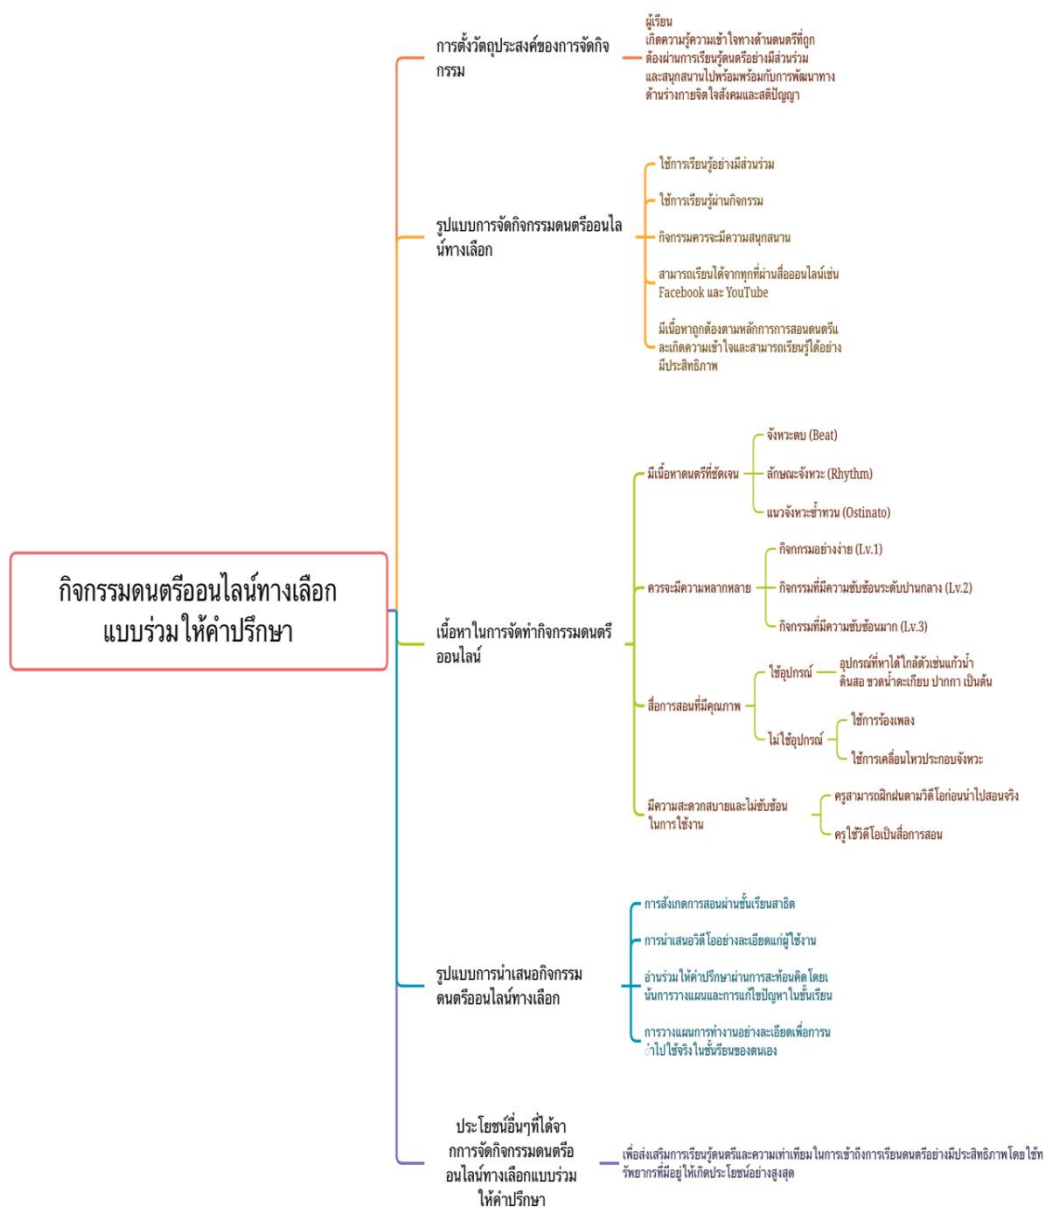 กิจกรรมดนตรีออนไลน์ทางเลือก
แบบร่วมให้คำปรึกษา
การตั้งวัตถุประสงค์ของการจัดกิจ
กรรม
ผู้เรียน
เกิดความรู้ความเข้าใจทางด้านดนตรีที่ถูก
ต้องผ่านการเรียนรู้ดนตรีอย่างมีส่วนร่วม
และสนุกสนานไปพร้อมพร้อมกับการพัฒนาทาง
ด้านร่างกายจิตใจสังคมและสติปัญญา
รูปแบบการจัดกิจกรรมดนตรีออนไล
น์ทางเลือก
ใช้การเรียนรู้อย่างมีส่วนร่วม
ใช้การเรียนรู้ผ่านกิจกรรม
กิจกรรมควรจะมีความสนุกสนาน
สามารถเรียนได้จากทุกที่ผ่านสื่อออนไลน์เช่น
Facebook และ YouTube
มีเนื้อหาถูกต้องตามหลักการการสอนดนตรีแ
ละเกิดความเข้าใจและสามารถเรียนรู้ได้อย่าง
มีประสิทธิภาพ
เนื้อหาในการจัดทำกิจกรรมดนตรี
ออนไลน์
มีเนื้อหาดนตรีที่ชัดเจน
จังหวะตบ (Beat)
ลักษณะจังหวะ (Rhythm)
แนวจังหวะซ้ำทวน (Ostinato)
ควรจะมีความหลากหลาย
กิจกกรมอย่างง่าย (Lv.1)
กิจกรรมที่มีความซับซ้อนระดับปานกลาง (Lv.2)
กิจกรรมที่มีความซับซ้อนมาก (Lv.3)
สื่อการสอนที่มีคุณภาพ
ใช้อุปกรณ์
อุปกรณ์ที่หาได้ใกล้ตัวเช่นแก้วน้ำ
ดินสอ ขวดน้ำตะเกียบ ปากกา เป็นต้น
ไม่ใช้อุปกรณ์
ใช้การร้องเพลง
ใช้การเคลื่อนไหวประกอบจังหวะ
มีความสะดวกสบายและไม่ซับซ้อน
ในการใช้งาน
ครูสามารถฝึกฝนตามวิดีโอก่อนนำไปสอนจริง
ครูใช้วิดีโอเป็นสื่อการสอน
รูปแบบการนำเสนอกิจกรรม
ดนตรีออนไลน์ทางเลือก
การสังเกตการสอนผ่านชั้นเรียนสาธิต
การนำเสนอวิดีโออย่างละเอียดแก่ผู้ใช้งาน
อ่านร่วมให้คำปรึกษาผ่านการสะท้อนคิดโดยเ
น้นการวางแผนและการแก้ไขปัญหาในชั้นเรียน
การวางแผนการทำงานอย่างละเอียดเพื่อการน
ำไปใช้จริงในชั้นรียนของตนเอง
ประโยชน์อื่นๆที่ได้จา
กการจัดกิจกรรมดนตรีอ
อนไลน์ทางเลือกแบบร่วม
ให้คำปรึกษา
เพื่อส่งเสริมการเรียนรู้ดนตรีและความเท่าเทียมในการเข้าถึงการเรียนดนตรีอย่างมีประสิทธิภาพโดยใช้ท
รัพยากรที่มีอยู่ให้เกิดประโยชน์อย่างสูงสุด